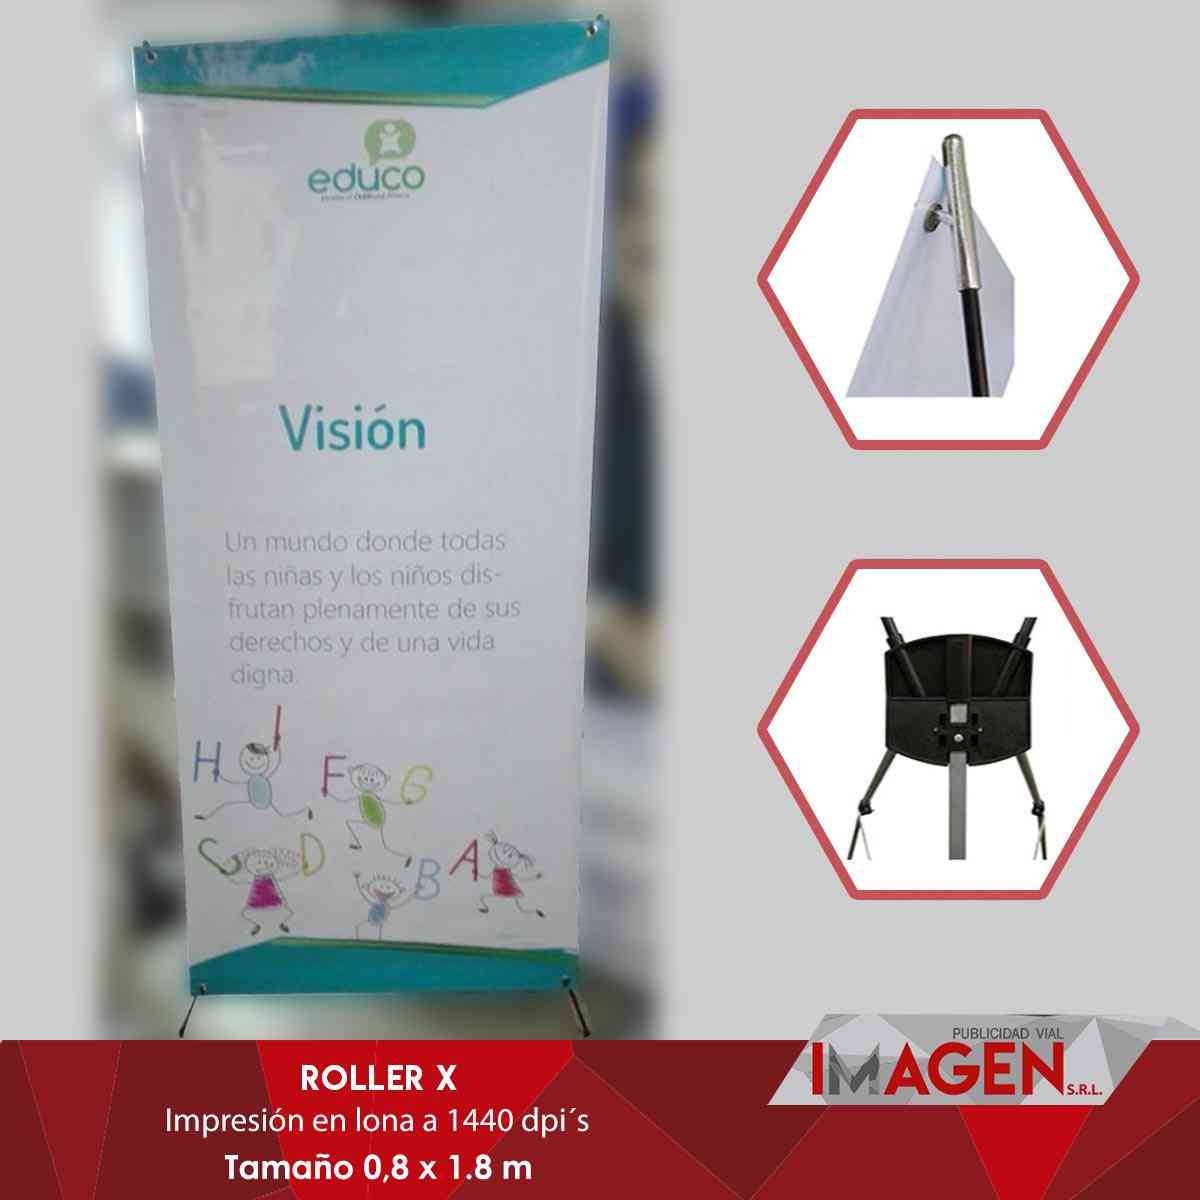 educo
Visión
Un mundo donde todas
las niñas y los niños dis-
frutan plenamente de sus
derechos y de una vida
digna.
H I F G
C D B A
PUBLICIDAD VIAL
IMAGEN S.R.L.
ROLLER X
Impresión en lona a 1440 dpi´s
Tamaño 0,8 x 1.8 m